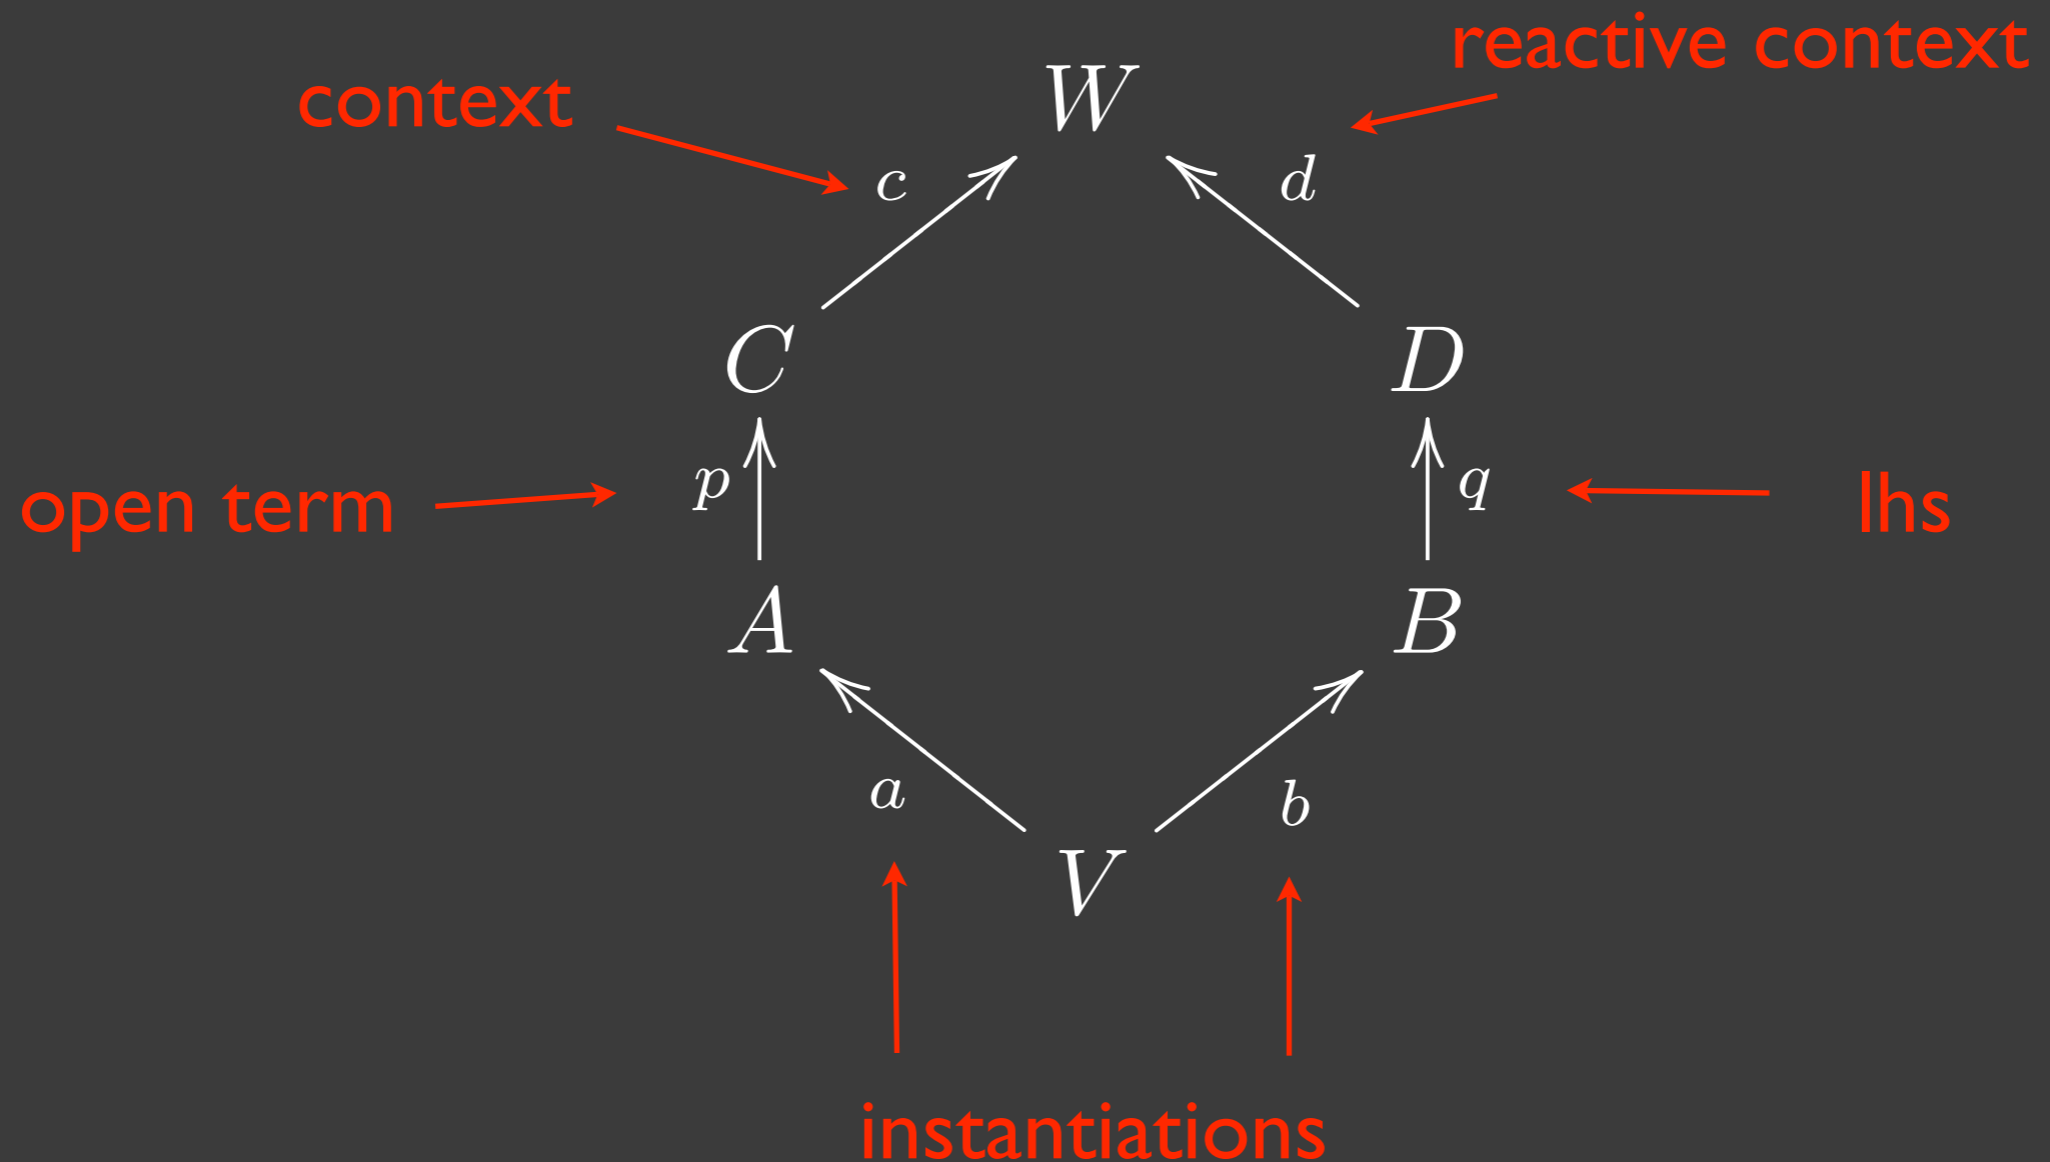 reactive context
W
context
c
d
C
D
p
q
open term
lhs
A
B
a
b
V
instantiations